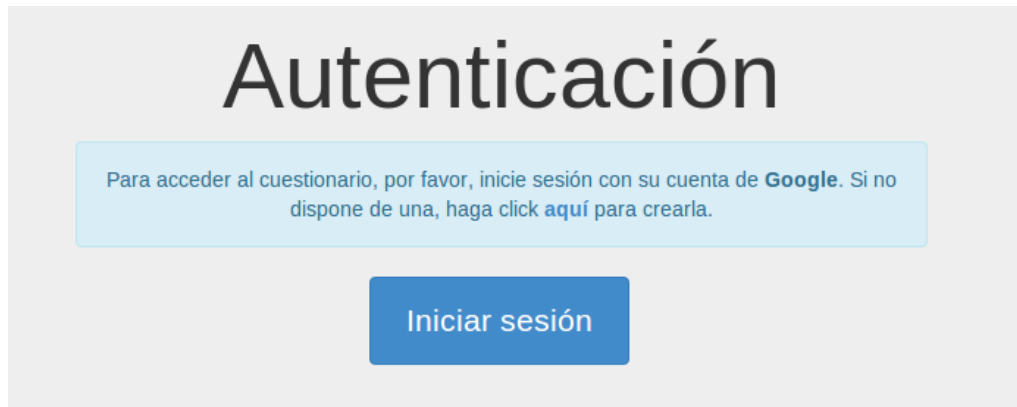 Autenticación
Para acceder al cuestionario, por favor, inicie sesión con su cuenta de Google. Si no
dispone de una, haga click aquí para crearla.
Iniciar sesión